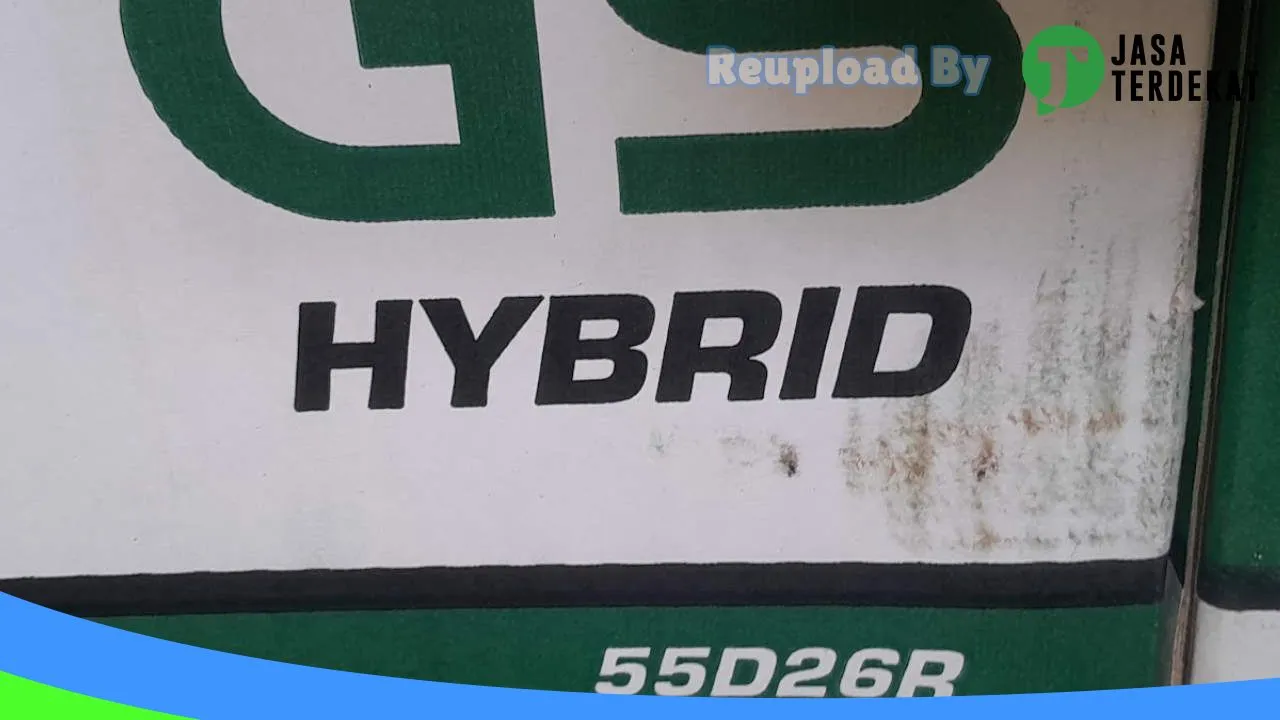 GS
Reupload By
JASA
TERDEKAT
HYBRID
55D26R